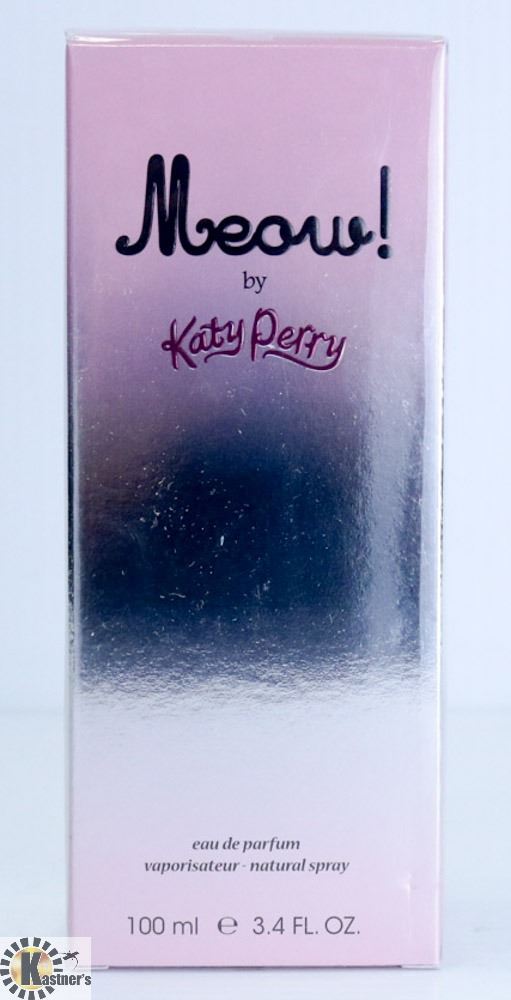 Meow!
by
Katy Perry
eau de parfum
vaporisateur - natural spray
100 ml ℮ 3.4 FL. OZ.
Kastner's